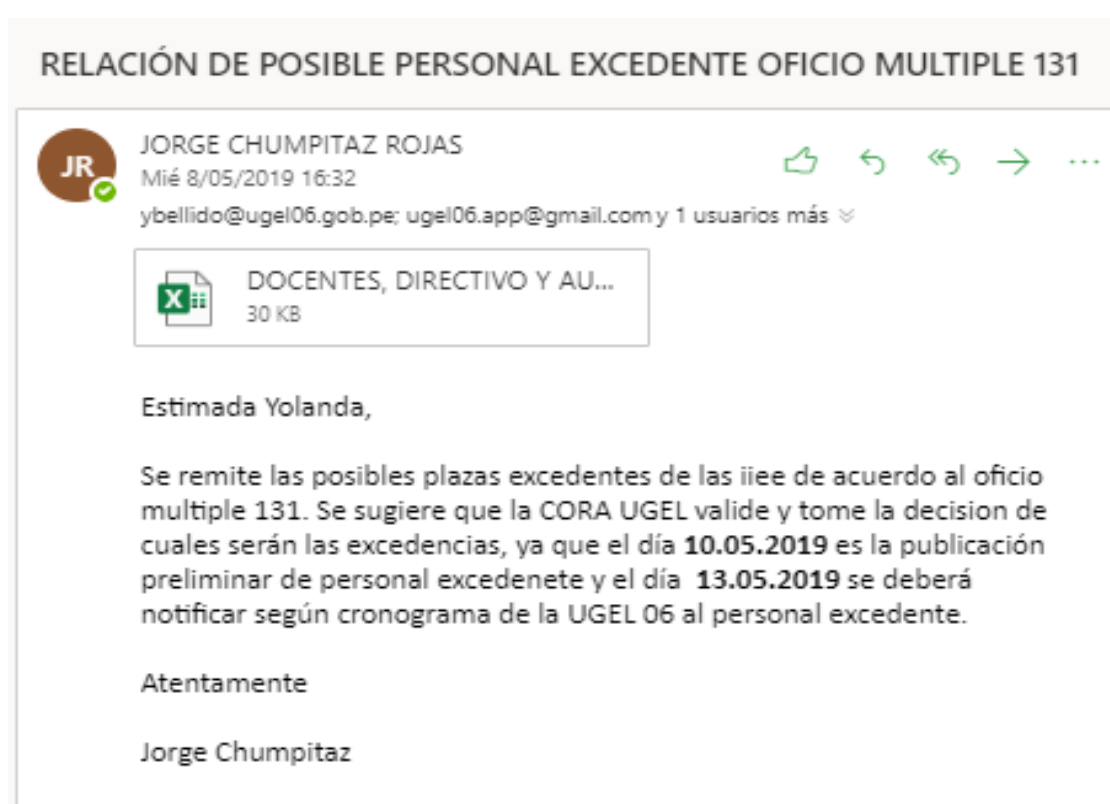 RELACIÓN DE POSIBLE PERSONAL EXCEDENTE OFICIO MULTIPLE 131
JR
JORGE CHUMPITAZ ROJAS
Mié 8/05/2019 16:32
ybellido@ugel06.gob.pe; ugel06.app@gmail.com y 1 usuarios más
DOCENTES, DIRECTIVO Y AU...
30 KB
Estimada Yolanda,
Se remite las posibles plazas excedentes de las iiee de acuerdo al oficio
multiple 131. Se sugiere que la CORA UGEL valide y tome la decision de
cuales serán las excedencias, ya que el día 10.05.2019 es la publicación
preliminar de personal excedenete y el día 13.05.2019 se deberá
notificar según cronograma de la UGEL 06 al personal excedente.
Atentamente
Jorge Chumpitaz